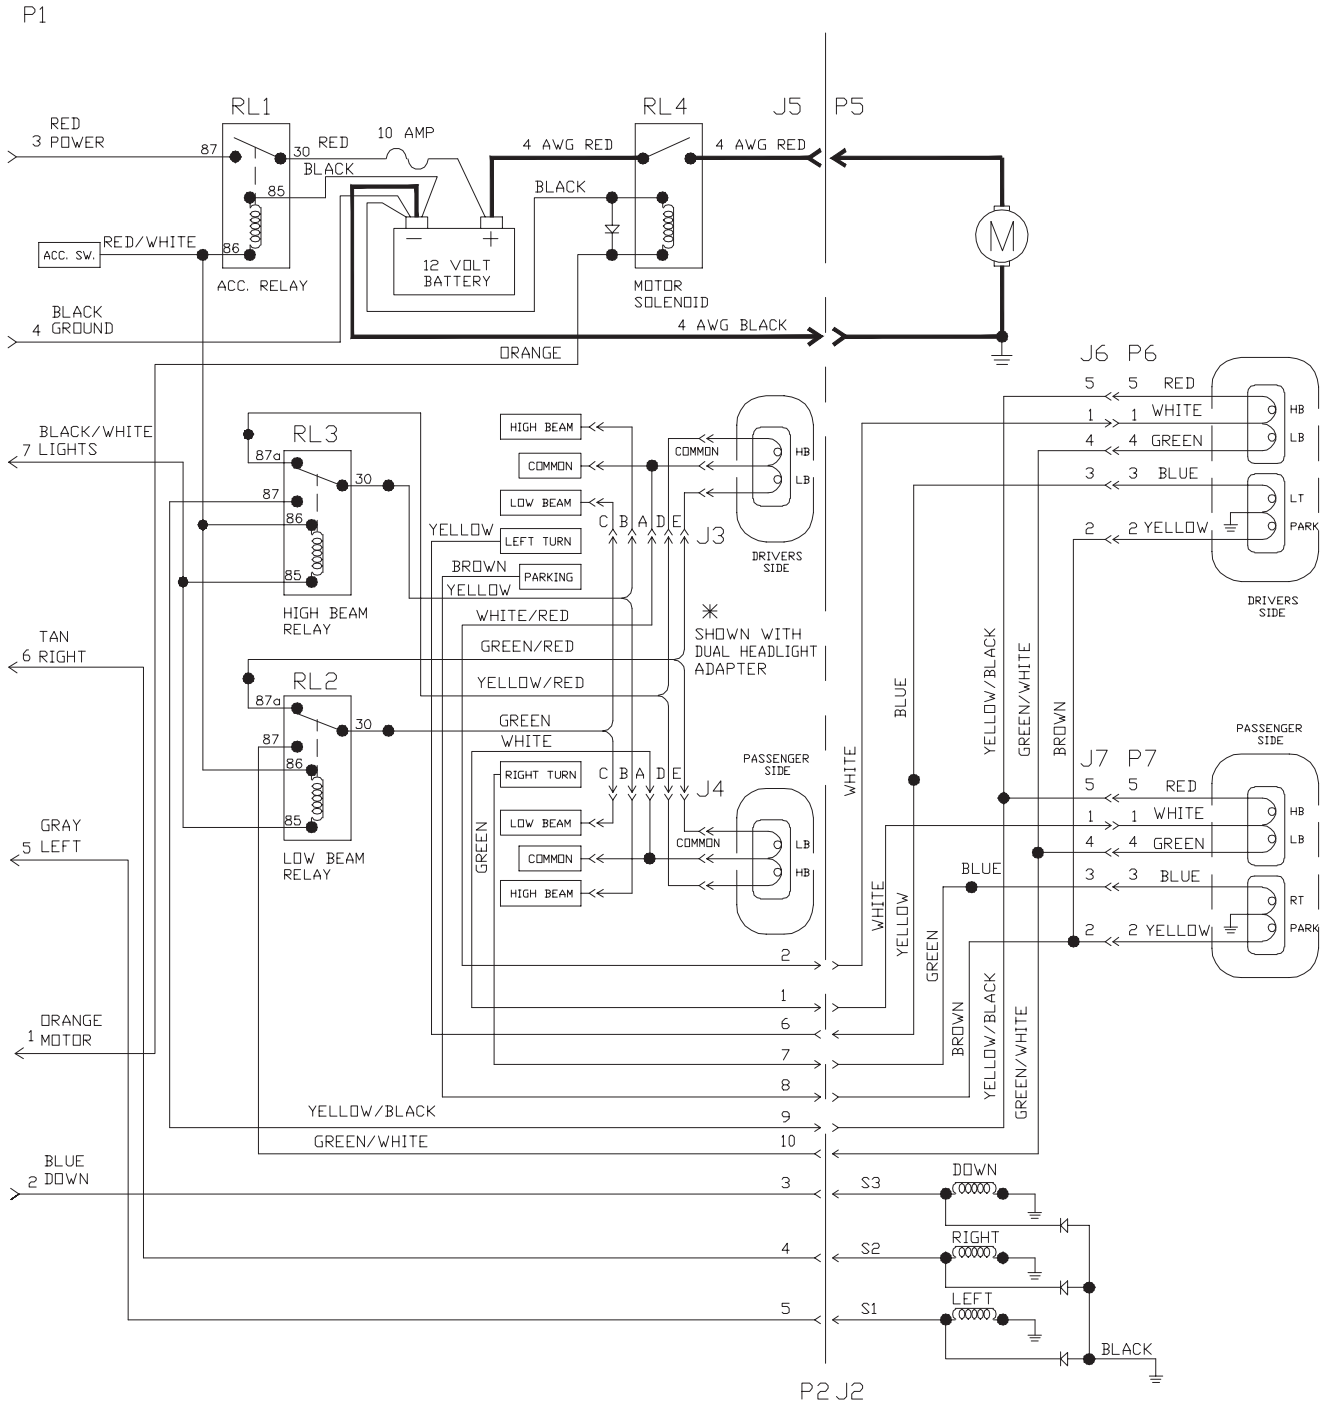 P1
RL1
RL4
J5
P5
RED
3 POWER
87
30
RED
10 AMP
4 AWG RED
4 AWG RED
BLACK
85
BLACK
M
ACC. SW.
RED/WHITE
86
−
+
12 VOLT
BATTERY
ACC. RELAY
MOTOR
SOLENOID
BLACK
4 GROUND
4 AWG BLACK
ORANGE
J6
P6
5
5
RED
HB
1
1
WHITE
4
4
GREEN
LB
3
3
BLUE
LT
2
2
YELLOW
PARK
DRIVERS
SIDE
BLACK/WHITE
7 LIGHTS
RL3
87a
30
87
86
85
HIGH BEAM
RELAY
HIGH BEAM
COMMON
LOW BEAM
COMMON
HB
LB
C B A D E
J3
DRIVERS
SIDE
YELLOW
LEFT TURN
BROWN
PARKING
YELLOW
WHITE/RED
GREEN/RED
YELLOW/RED
GREEN
WHITE
✳
SHOWN WITH
DUAL HEADLIGHT
ADAPTER
TAN
6 RIGHT
RL2
87a
30
87
86
85
LOW BEAM
RELAY
BLUE
WHITE
YELLOW/BLACK
GREEN/WHITE
BROWN
PASSENGER
SIDE
RIGHT TURN
C B A D E
J4
LOW BEAM
COMMON
HIGH BEAM
COMMON
LB
HB
GREEN
PASSENGER
SIDE
J7
P7
5
5
RED
HB
1
1
WHITE
4
4
GREEN
LB
3
3
BLUE
RT
2
2
YELLOW
PARK
BLUE
GRAY
5 LEFT
WHITE
YELLOW
GREEN
BROWN
YELLOW/BLACK
GREEN/WHITE
2
1
6
7
8
ORANGE
1 MOTOR
YELLOW/BLACK
9
GREEN/WHITE
10
BLUE
2 DOWN
3
S3
DOWN
4
S2
RIGHT
5
S1
LEFT
BLACK
P2
J2